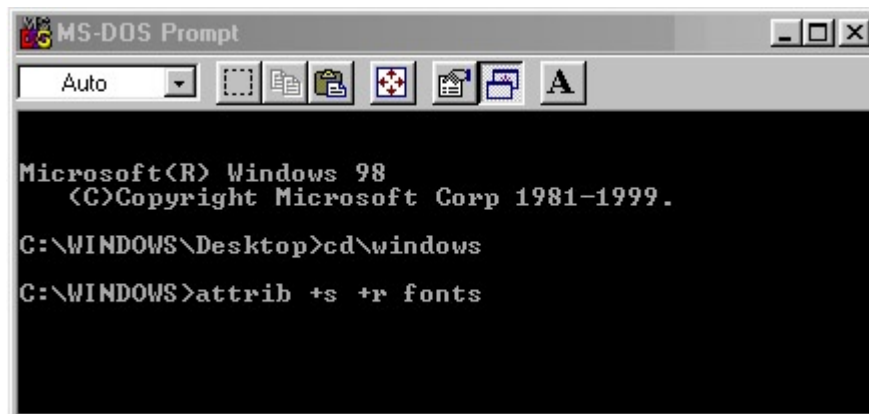 MS-DOS Prompt
Auto
A
Microsoft(R) Windows 98
(C)Copyright Microsoft Corp 1981-1999.
C:\WINDOWS\Desktop>cd\windows
C:\WINDOWS>attrib +s +r fonts